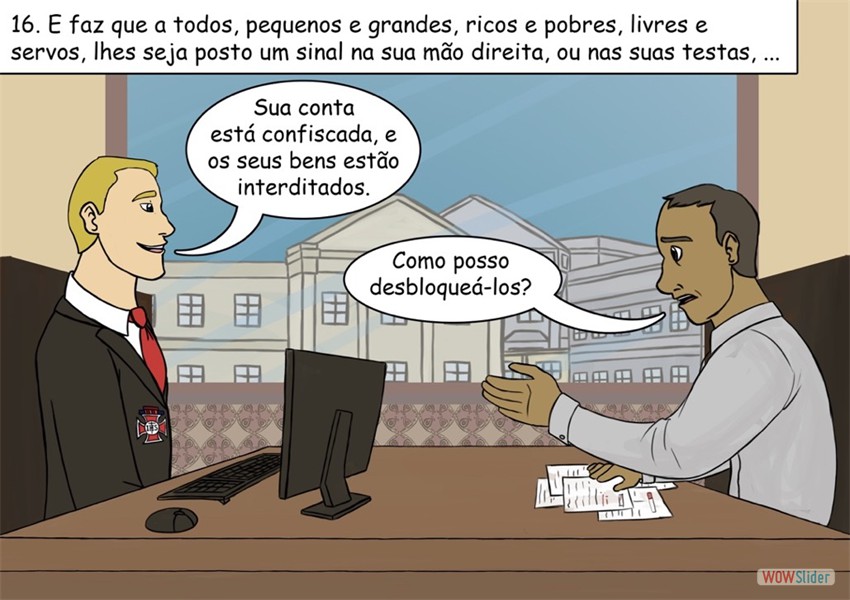 16. E faz que a todos, pequenos e grandes, ricos e pobres, livres e
servos, lhes seja posto um sinal na sua mão direita, ou nas suas testas, ...
Sua conta
está confiscada, e
os seus bens estão
interditados.
Como posso
desbloqueá-los?
WOWSlider